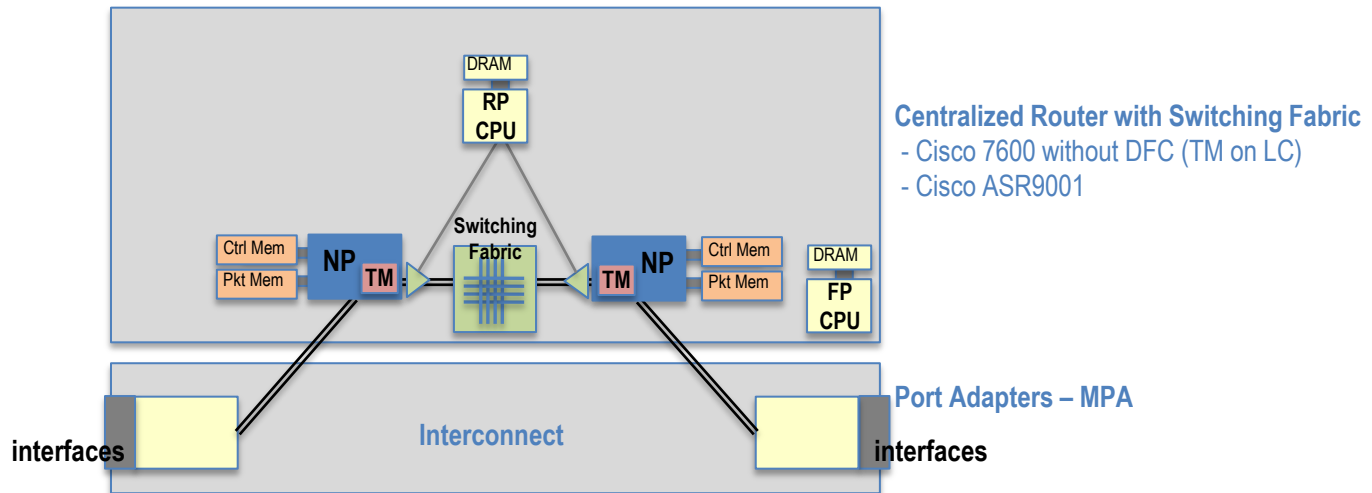 DRAM
RP
CPU
Centralized Router with Switching Fabric
- Cisco 7600 without DFC (TM on LC)
- Cisco ASR9001
Switching
Fabric
Ctrl Mem
Pkt Mem
NP
TM
TM
NP
Ctrl Mem
Pkt Mem
DRAM
FP
CPU
Port Adapters – MPA
interfaces
Interconnect
interfaces